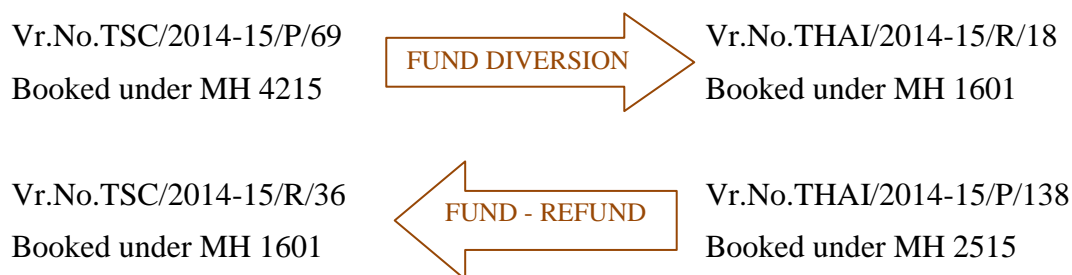 Vr.No.TSC/2014-15/P/69
Booked under MH 4215
FUND DIVERSION
Vr.No.THAI/2014-15/R/18
Booked under MH 1601
Vr.No.TSC/2014-15/R/36
Booked under MH 1601
FUND - REFUND
Vr.No.THAI/2014-15/P/138
Booked under MH 2515